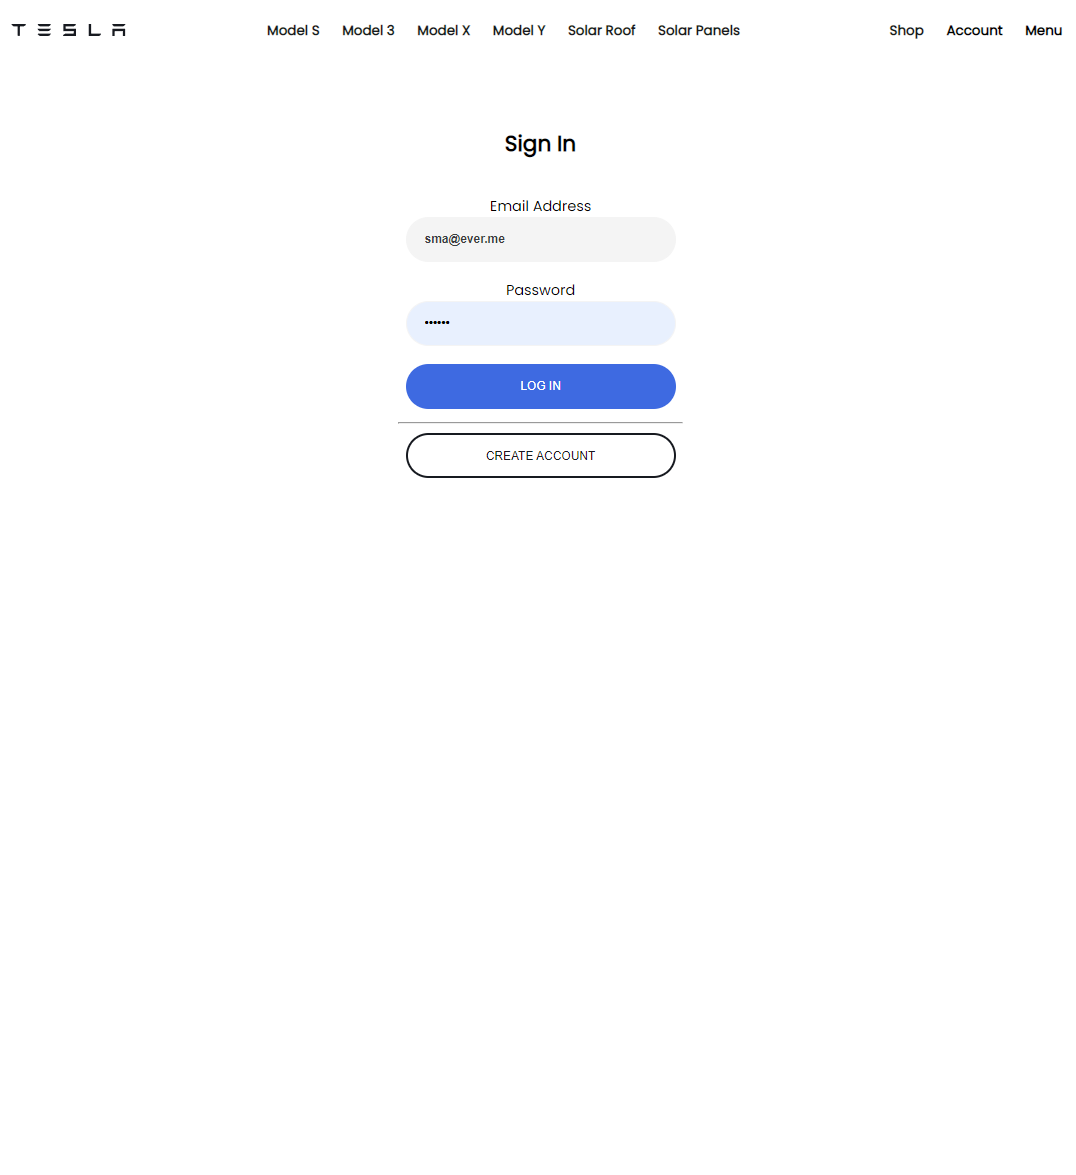 TESLA Model S Model 3 Model X Model Y Solar Roof Solar Panels Shop Account Menu
Sign In
Email Address
sma@ever.me
Password
••••••
LOG IN
CREATE ACCOUNT